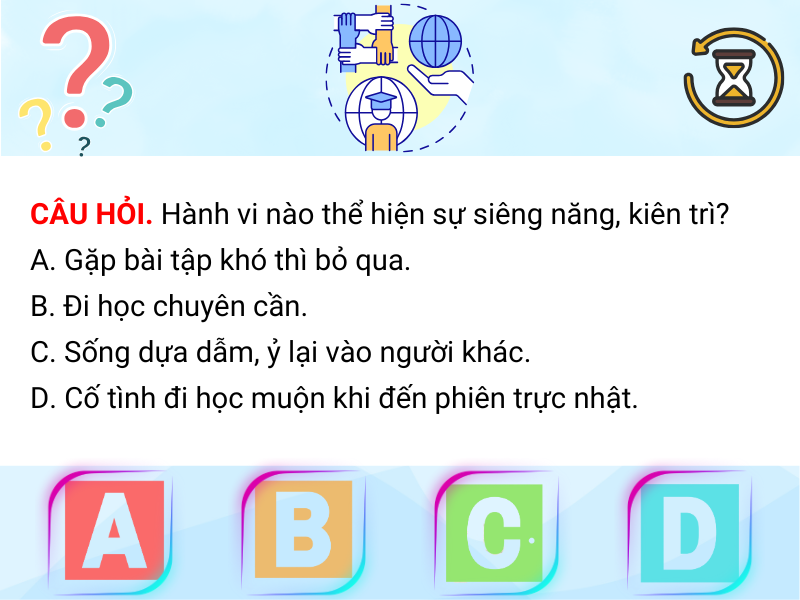 CÂU HỎI. Hành vi nào thể hiện sự siêng năng, kiên trì?
A. Gặp bài tập khó thì bỏ qua.
B. Đi học chuyên cần.
C. Sống dựa dẫm, ỷ lại vào người khác.
D. Cố tình đi học muộn khi đến phiên trực nhật.
A B C D